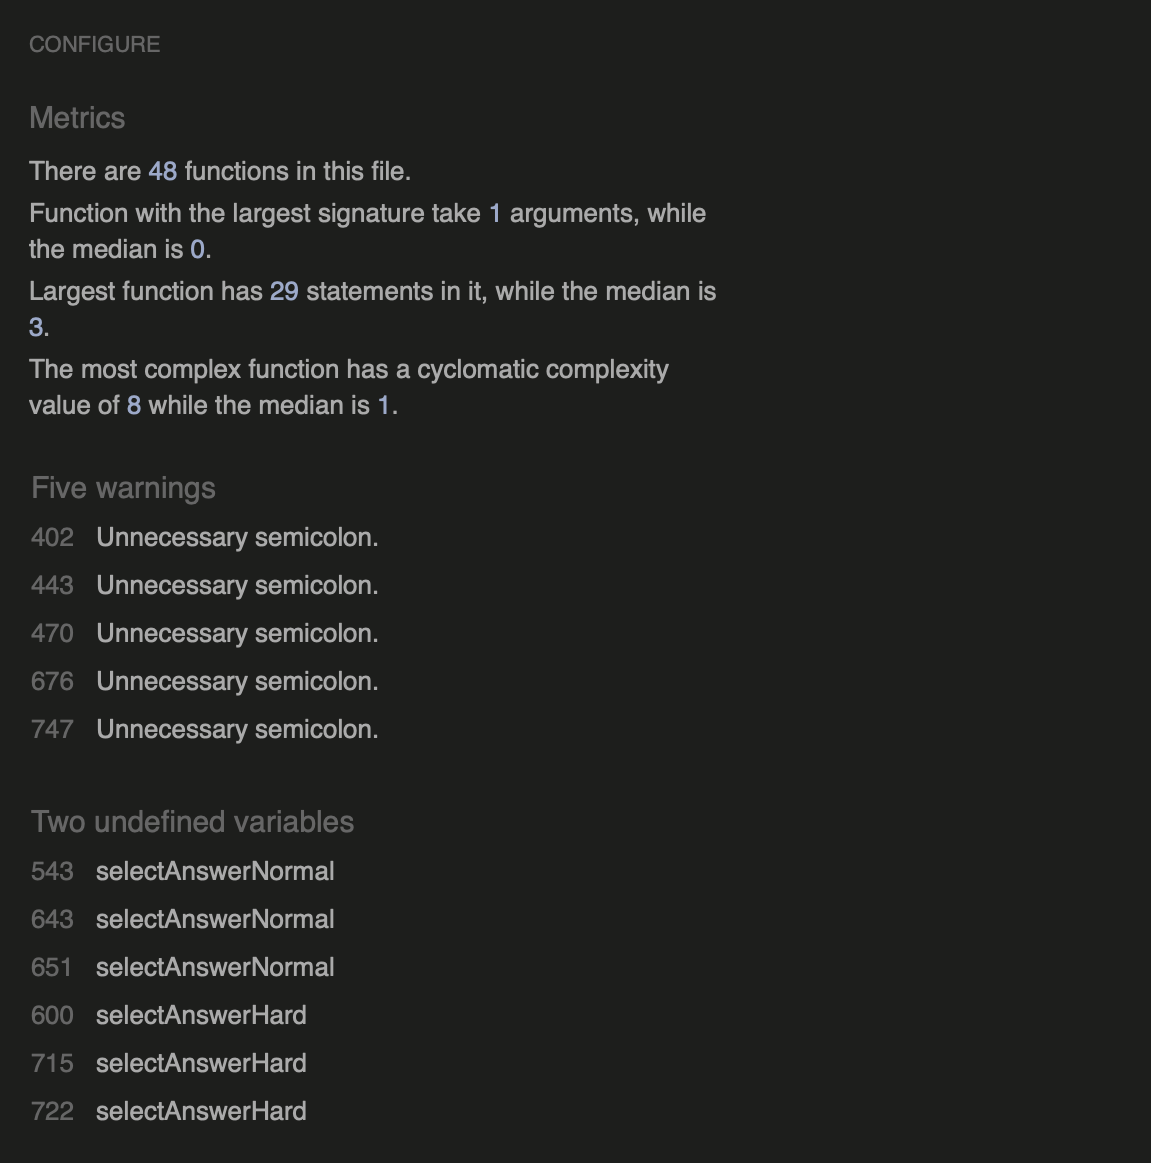 CONFIGURE
Metrics
There are 48 functions in this file.
Function with the largest signature take 1 arguments, while
the median is 0.
Largest function has 29 statements in it, while the median is
3.
The most complex function has a cyclomatic complexity
value of 8 while the median is 1.
Five warnings
402 Unnecessary semicolon.
443 Unnecessary semicolon.
470 Unnecessary semicolon.
676 Unnecessary semicolon.
747 Unnecessary semicolon.
Two undefined variables
543 selectAnswerNormal
643 selectAnswerNormal
651 selectAnswerNormal
600 selectAnswerHard
715 selectAnswerHard
722 selectAnswerHard